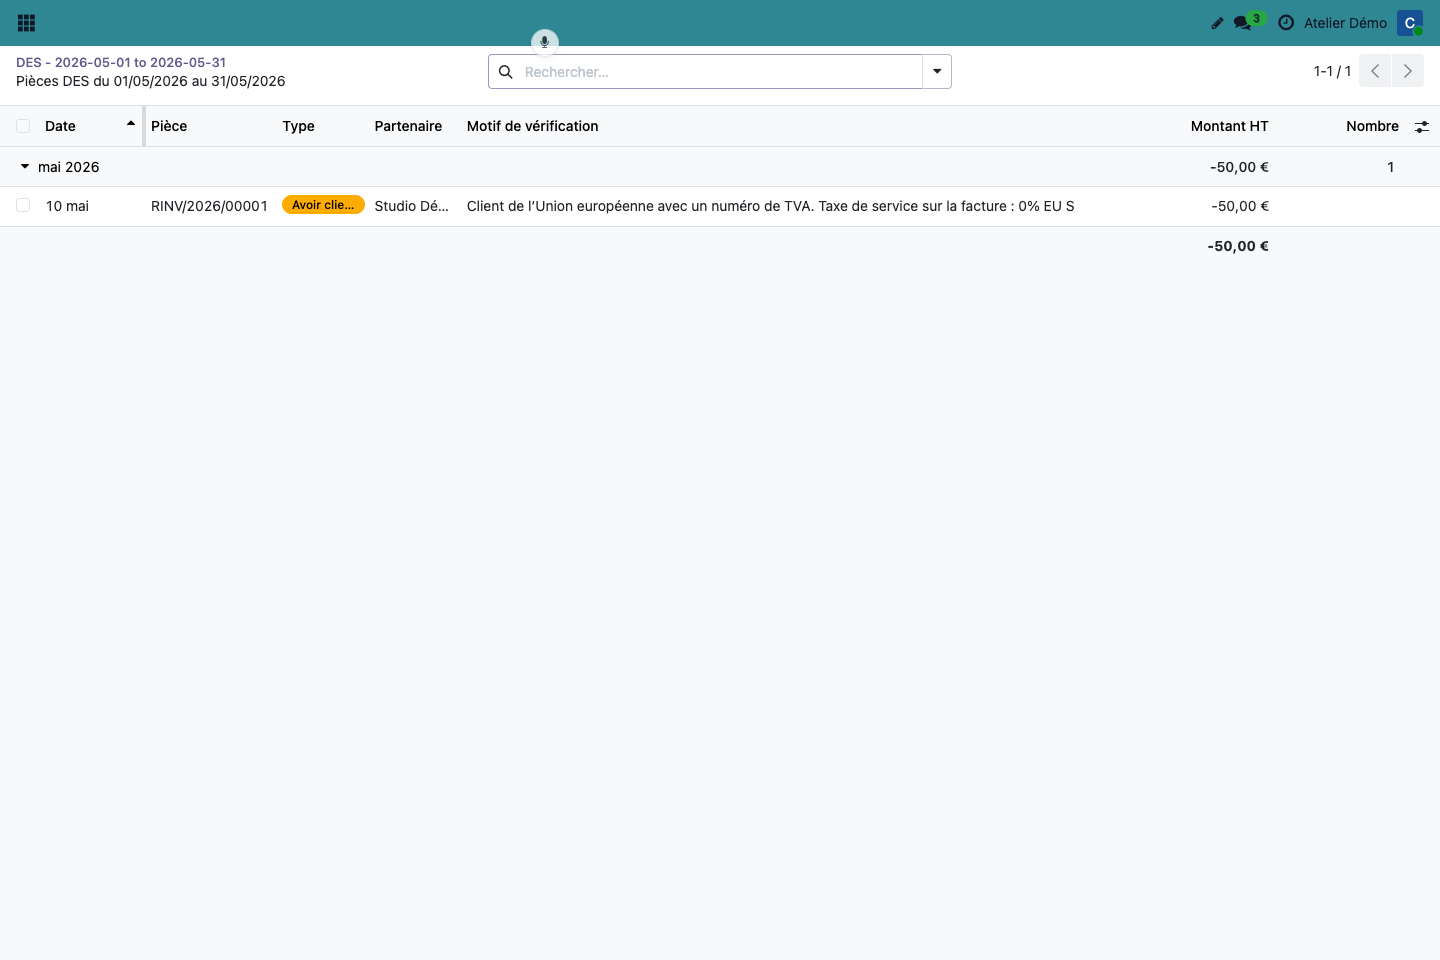 3
Atelier Démo
C
DES - 2026-05-01 to 2026-05-31
Pièces DES du 01/05/2026 au 31/05/2026
Rechercher...
1-1 / 1
Date Pièce Type Partenaire Motif de vérification Montant HT Nombre
mai 2026 -50,00 € 1
10 mai RINV/2026/00001 Avoir clie... Studio Dé... Client de l’Union européenne avec un numéro de TVA. Taxe de service sur la facture : 0% EU S -50,00 €
-50,00 €